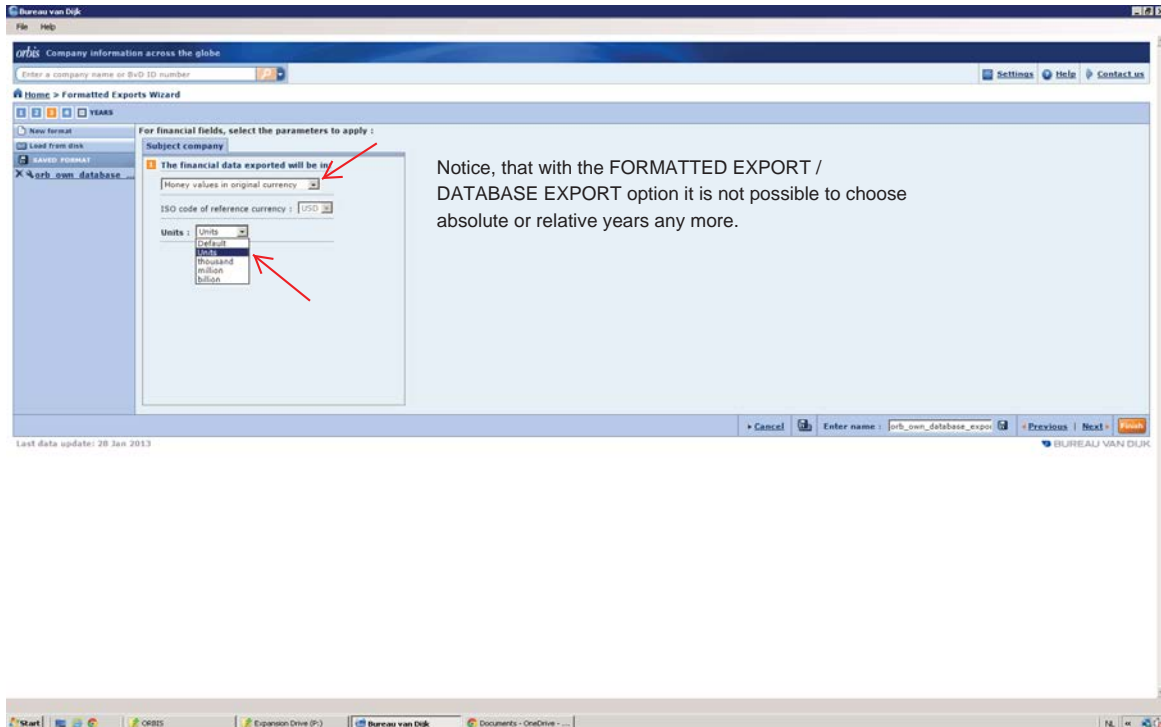 Bureau van Dijk
File Help
orbis Company information across the globe
Enter a company name or BvD ID number
Settings Help Contact us
Home > Formatted Exports Wizard
1 2 3 4 YEARS
New format
Load from disk
SAVED FORMAT
orb_own_database_...
For financial fields, select the parameters to apply :
Subject company
1 The financial data exported will be in
Money values in original currency
ISO code of reference currency : USD
Units : Units
Default
Units
thousand
million
billion
Notice, that with the FORMATTED EXPORT /
DATABASE EXPORT option it is not possible to choose
absolute or relative years any more.
Cancel Enter name : orb_own_database_expor Previous | Next Finish
Last data update: 28 Jan 2013
BUREAU VAN DIJK
Start ORBIS Expansion Drive (P:) Bureau van Dijk Documents - OneDrive - ... NL «